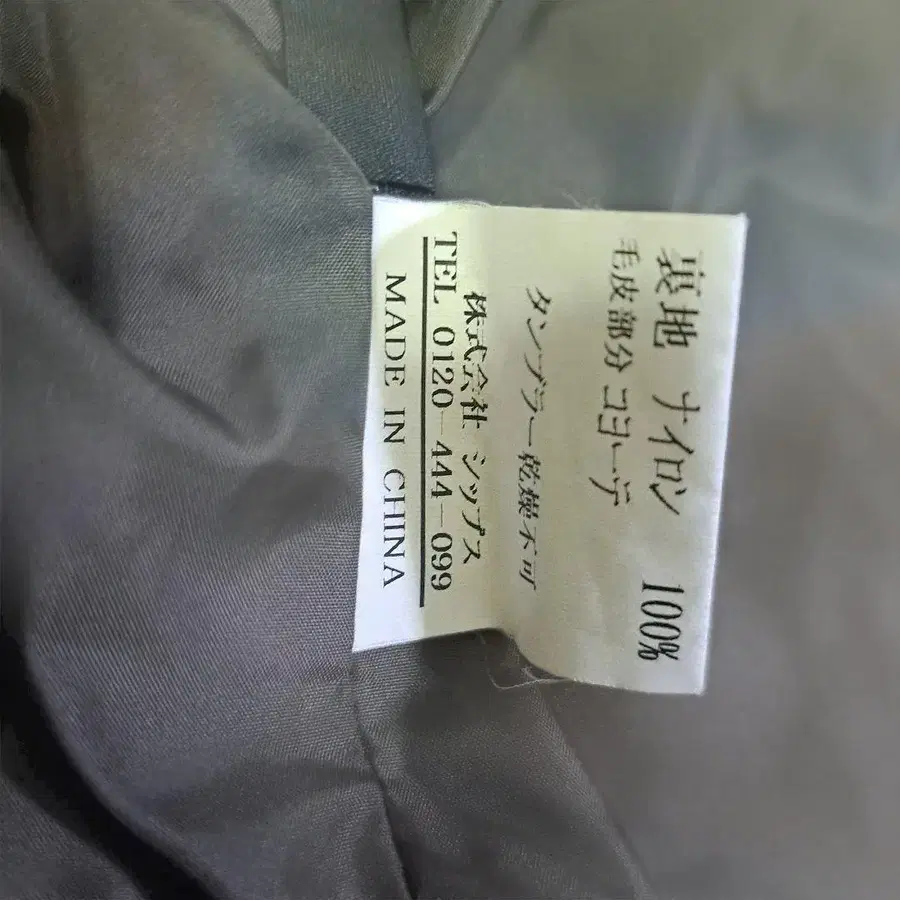 裏地 ナイロン 100%
毛皮部分 コヨーテ
タンブラー乾燥不可
株式会社 シップス
TEL 0120-444-099
MADE IN CHINA